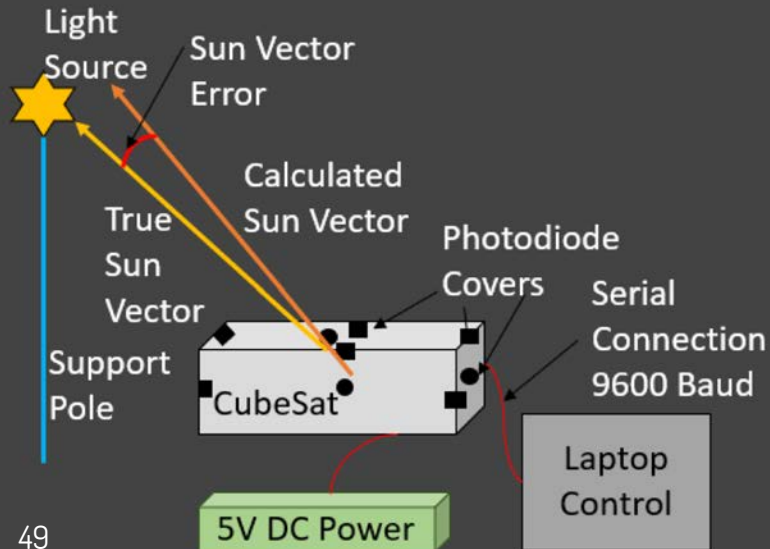 Light
Source
Sun Vector
Error
Calculated
Sun Vector
True
Sun
Vector
Photodiode
Covers
Serial
Connection
9600 Baud
Support
Pole
CubeSat
Laptop
Control
5V DC Power
49